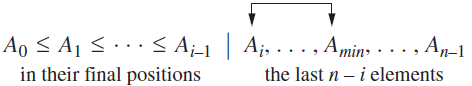 A₀ ≤ A₁ ≤ · · · ≤ Aᵢ₋₁ | Aᵢ, . . . , Aₘᵢₙ, . . . , Aₙ₋₁
in their final positions the last n – i elements